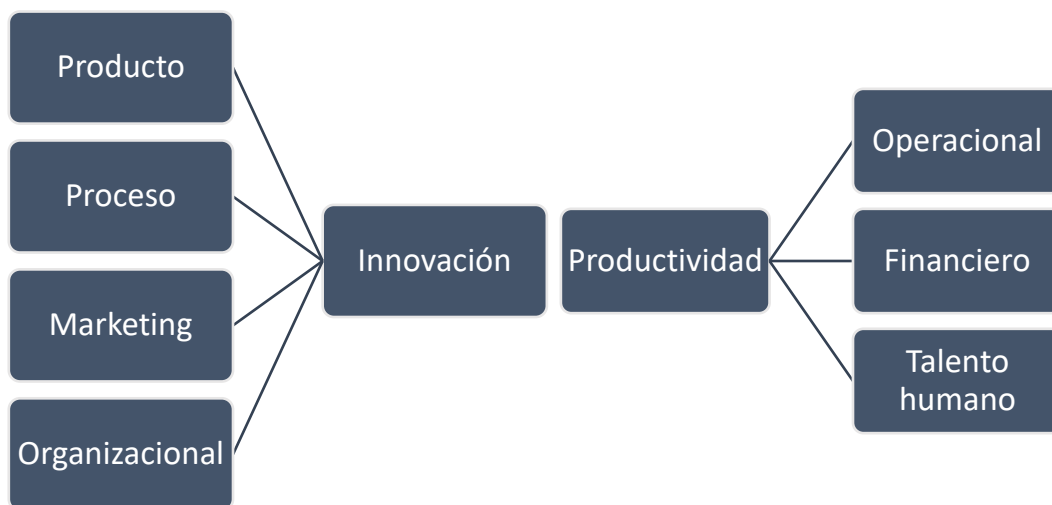 Producto
Proceso
Marketing
Organizacional
Innovación
Productividad
Operacional
Financiero
Talento
humano